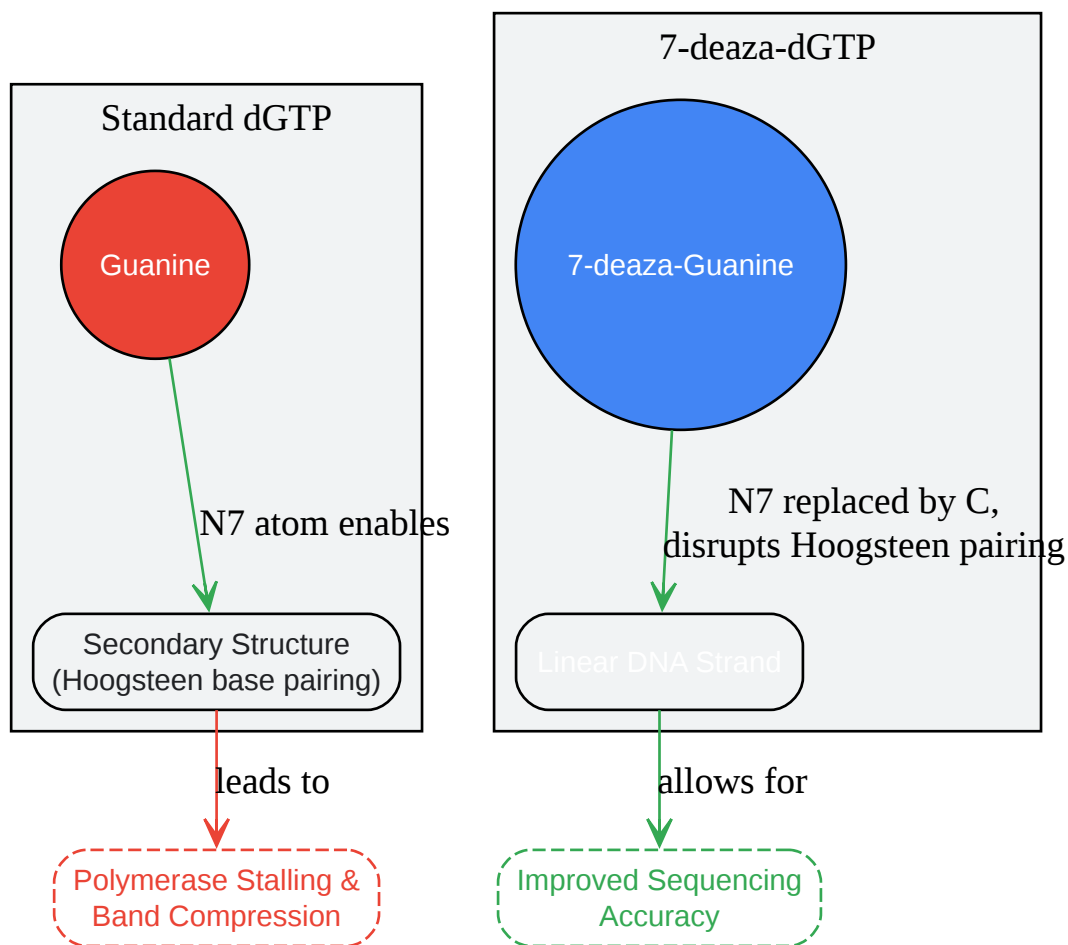 Standard dGTP
Guanine
N7 atom enables
Secondary Structure
(Hoogsteen base pairing)
leads to
Polymerase Stalling &
Band Compression
7-deaza-dGTP
7-deaza-Guanine
N7 replaced by C,
disrupts Hoogsteen pairing
Linear DNA Strand
allows for
Improved Sequencing
Accuracy